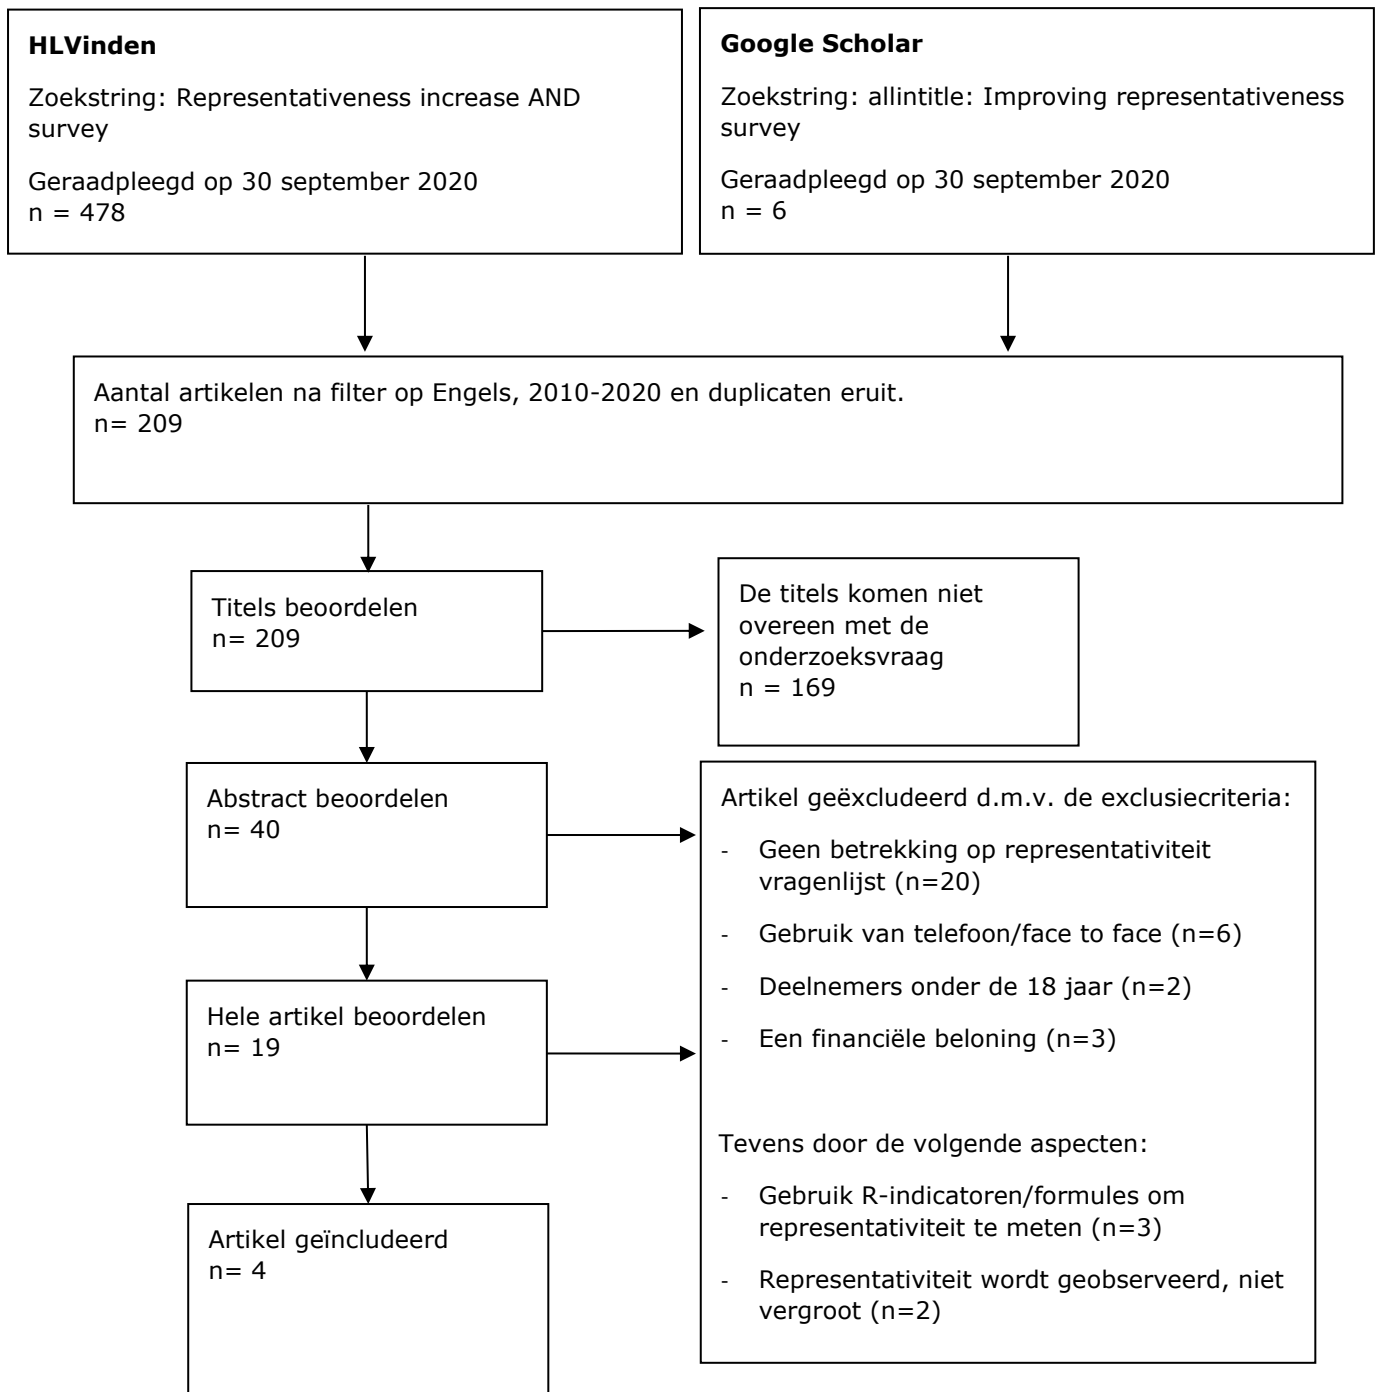 HLVinden
Zoekstring: Representativeness increase AND
survey
Geraadpleegd op 30 september 2020
n = 478
Google Scholar
Zoekstring: allintitle: Improving representativeness
survey
Geraadpleegd op 30 september 2020
n = 6
Aantal artikelen na filter op Engels, 2010-2020 en duplicaten eruit.
n= 209
Titels beoordelen
n= 209
De titels komen niet
overeen met de
onderzoeksvraag
n = 169
Abstract beoordelen
n= 40
Artikel geëxcludeerd d.m.v. de exclusiecriteria:
- Geen betrekking op representativiteit
vragenlijst (n=20)
- Gebruik van telefoon/face to face (n=6)
- Deelnemers onder de 18 jaar (n=2)
- Een financiële beloning (n=3)
Tevens door de volgende aspecten:
- Gebruik R-indicatoren/formules om
representativiteit te meten (n=3)
- Representativiteit wordt geobserveerd, niet
vergroot (n=2)
Hele artikel beoordelen
n= 19
Artikel geïncludeerd
n= 4